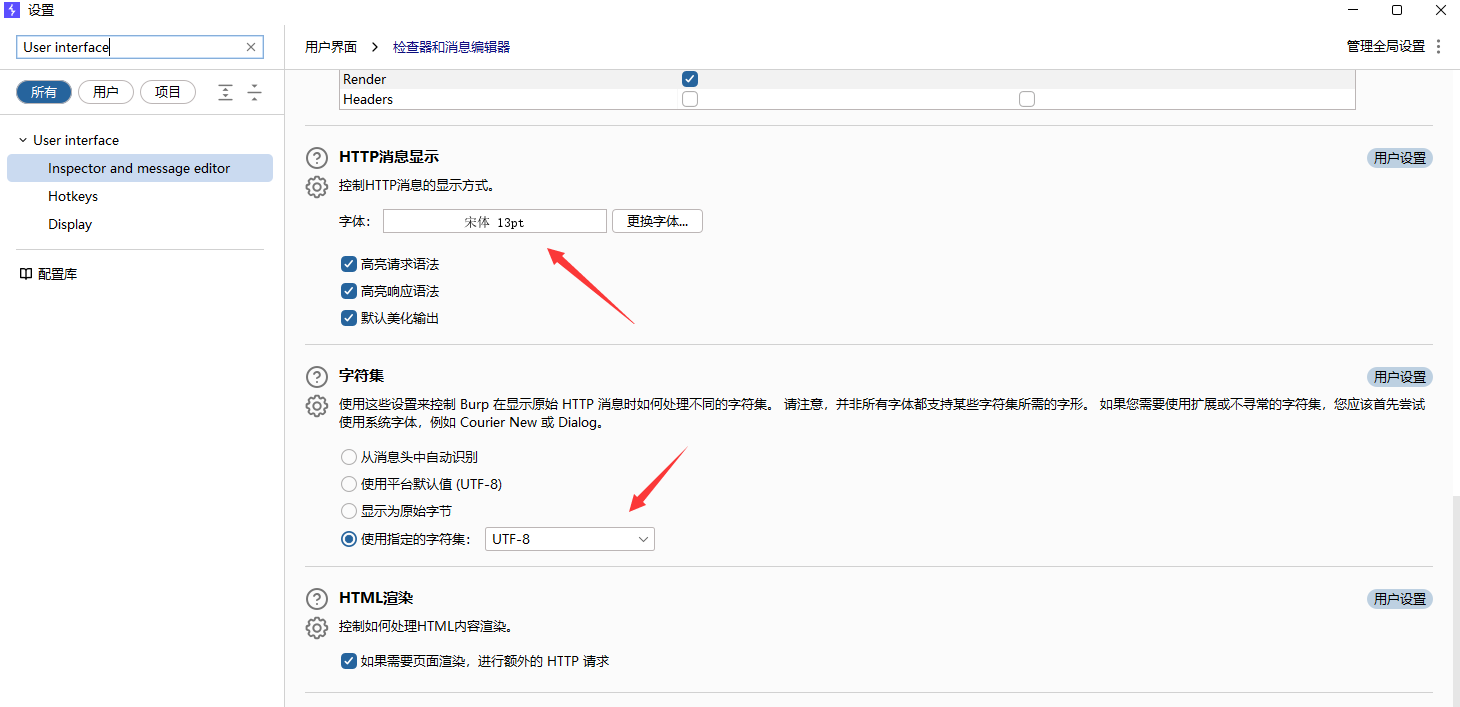 设置
User interface
用户界面 > 检查器和消息编辑器
管理全局设置
所有 用户 项目
User interface
Inspector and message editor
Hotkeys
Display
配置库
Render
Headers
HTTP消息显示
用户设置
控制HTTP消息的显示方式。
字体: 宋体 13pt 更换字体...
高亮请求语法
高亮响应语法
默认美化输出
字符集
用户设置
使用这些设置来控制 Burp 在显示原始 HTTP 消息时如何处理不同的字符集。 请注意，并非所有字体都支持某些字符集所需的字形。 如果您需要使用扩展或不寻常的字符集，您应该首先尝试
使用系统字体，例如 Courier New 或 Dialog。
从消息头中自动识别
使用平台默认值 (UTF-8)
显示为原始字节
使用指定的字符集: UTF-8
HTML渲染
用户设置
控制如何处理HTML内容渲染。
如果需要页面渲染，进行额外的 HTTP 请求